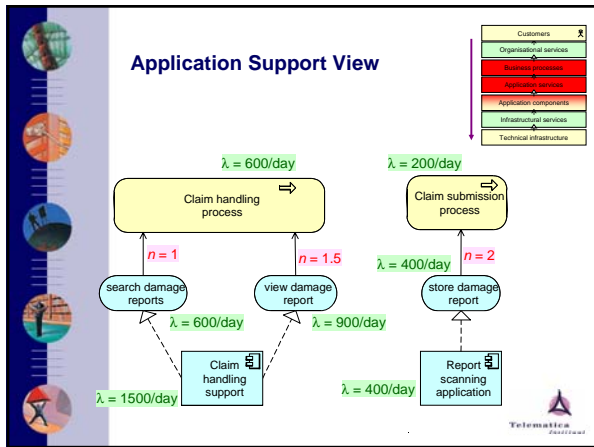 Application Support View
Customers
Organisational services
Business processes
Application services
Application components
Infrastructural services
Technical infrastructure
λ = 600/day
λ = 200/day
Claim handling
process
Claim submission
process
n = 1
n = 1.5
λ = 400/day
n = 2
search damage
reports
view damage
report
store damage
report
λ = 600/day
λ = 900/day
Claim
handling
support
Report
scanning
application
λ = 1500/day
λ = 400/day
Telematica
Instituut